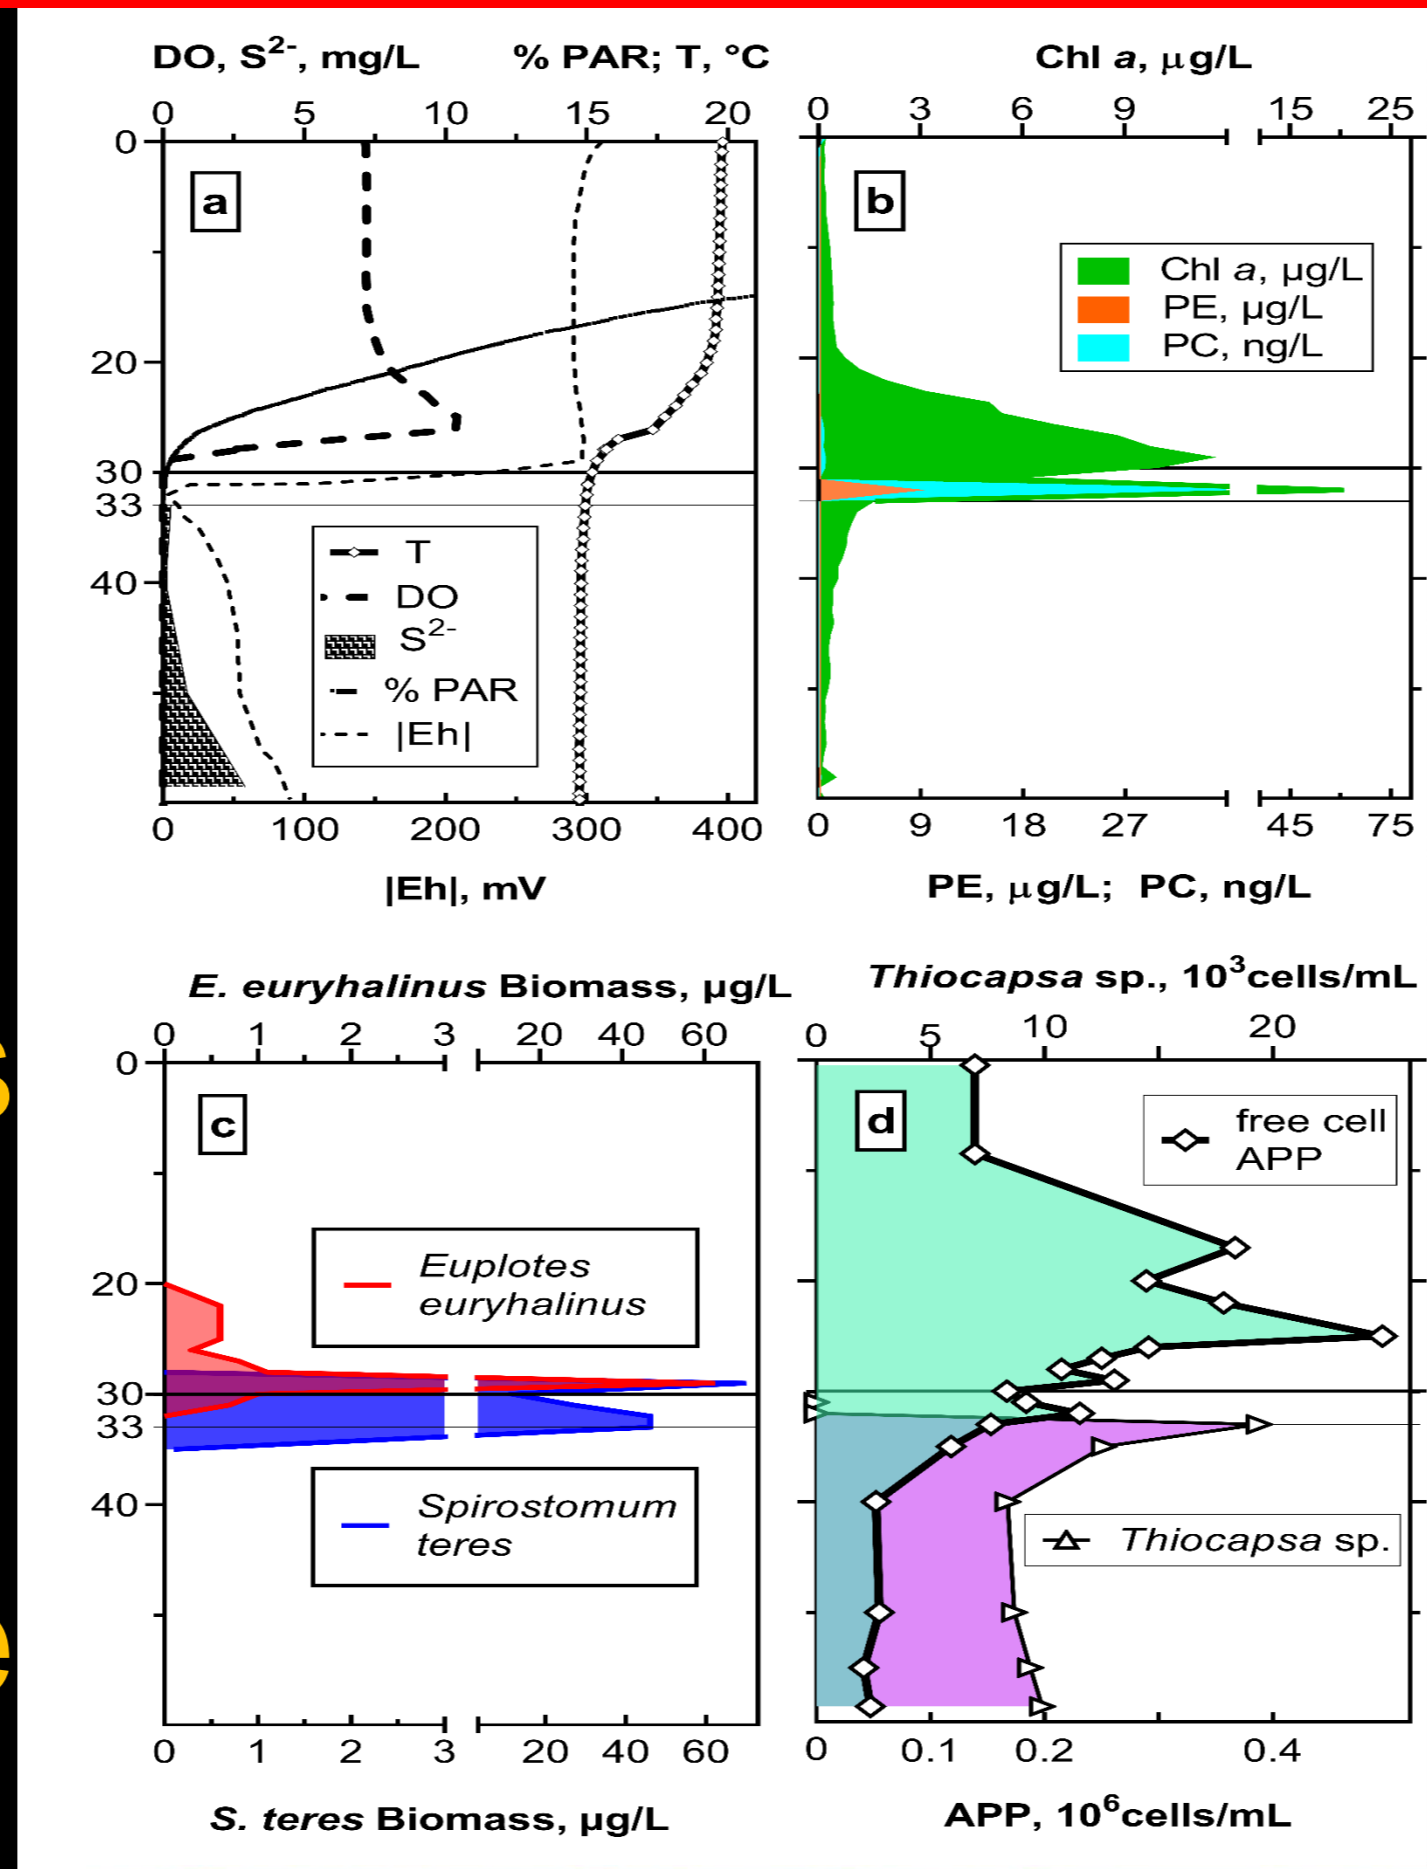 DO, S²⁻, mg/L % PAR; T, °C
0 5 10 15 20
0
20
30
33
40
a
T
DO
S²⁻
% PAR
|Eh|
0 100 200 300 400
|Eh|, mV
Chl a, µg/L
0 3 6 9 15 25
b
Chl a, µg/L
PE, µg/L
PC, ng/L
0 9 18 27 45 75
PE, µg/L; PC, ng/L
E. euryhalinus Biomass, µg/L
0 1 2 3 20 40 60
0
20
30
33
40
c
Euplotes
euryhalinus
Spirostomum
teres
0 1 2 3 20 40 60
S. teres Biomass, µg/L
Thiocapsa sp., 10³cells/mL
0 5 10 20
d
free cell
APP
Thiocapsa sp.
0 0.1 0.2 0.4
APP, 10⁶cells/mL
s
e